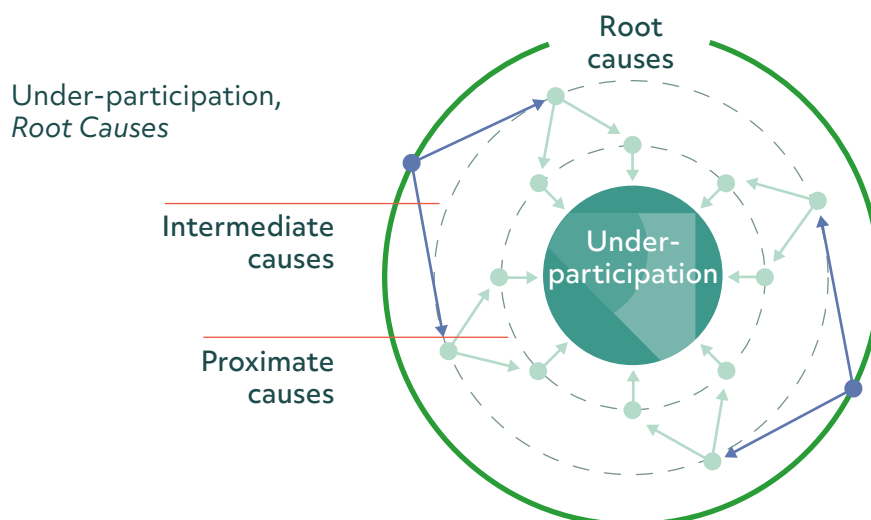 Root
causes
Under-participation,
Root Causes
Intermediate
causes
Under-
participation
Proximate
causes